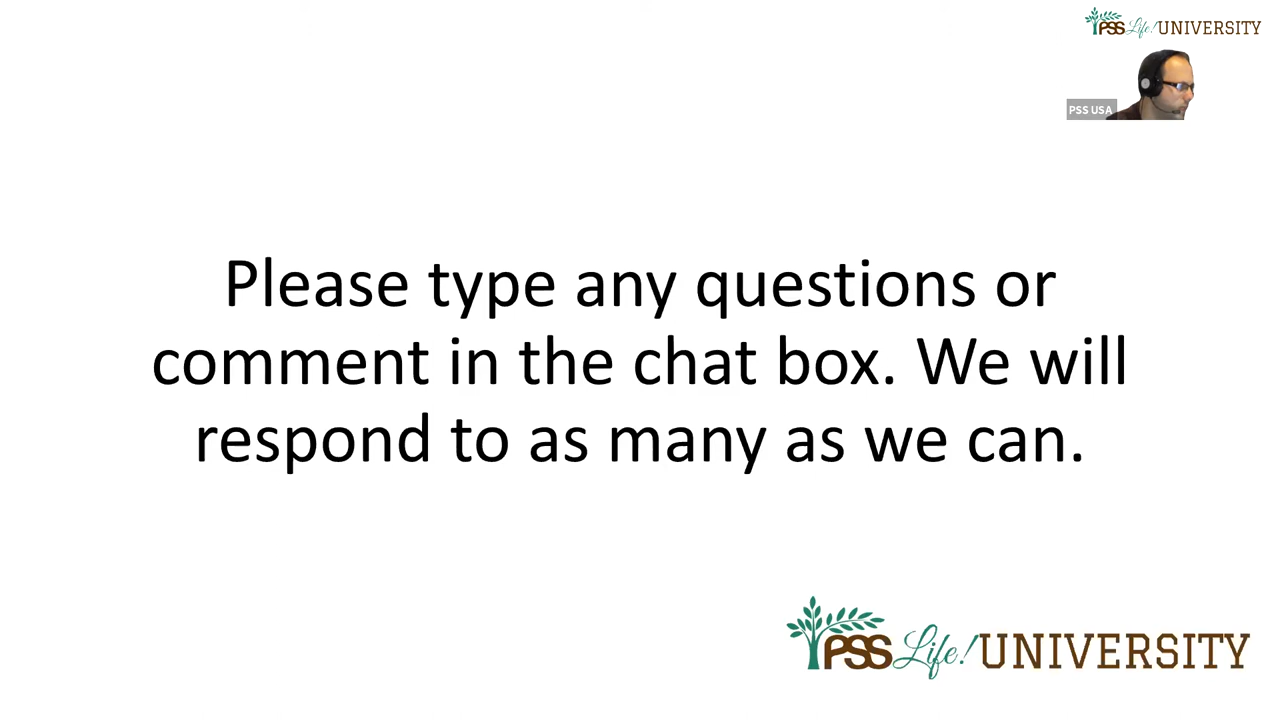 PSS Life! UNIVERSITY
PSS USA
Please type any questions or
comment in the chat box. We will
respond to as many as we can.
PSS Life! UNIVERSITY